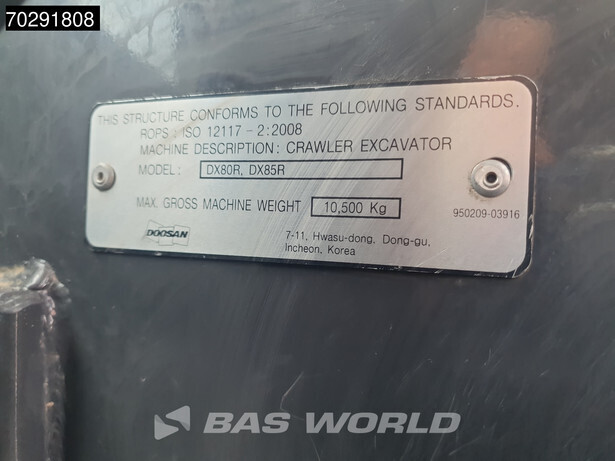 70291808
THIS STRUCTURE CONFORMS TO THE FOLLOWING STANDARDS.
ROPS : ISO 12117 - 2:2008
MACHINE DESCRIPTION: CRAWLER EXCAVATOR
MODEL: DX80R, DX85R
MAX. GROSS MACHINE WEIGHT 10,500 Kg
950209-03916
DOOSAN
7-11, Hwasu-dong, Dong-gu,
Incheon, Korea
BAS WORLD